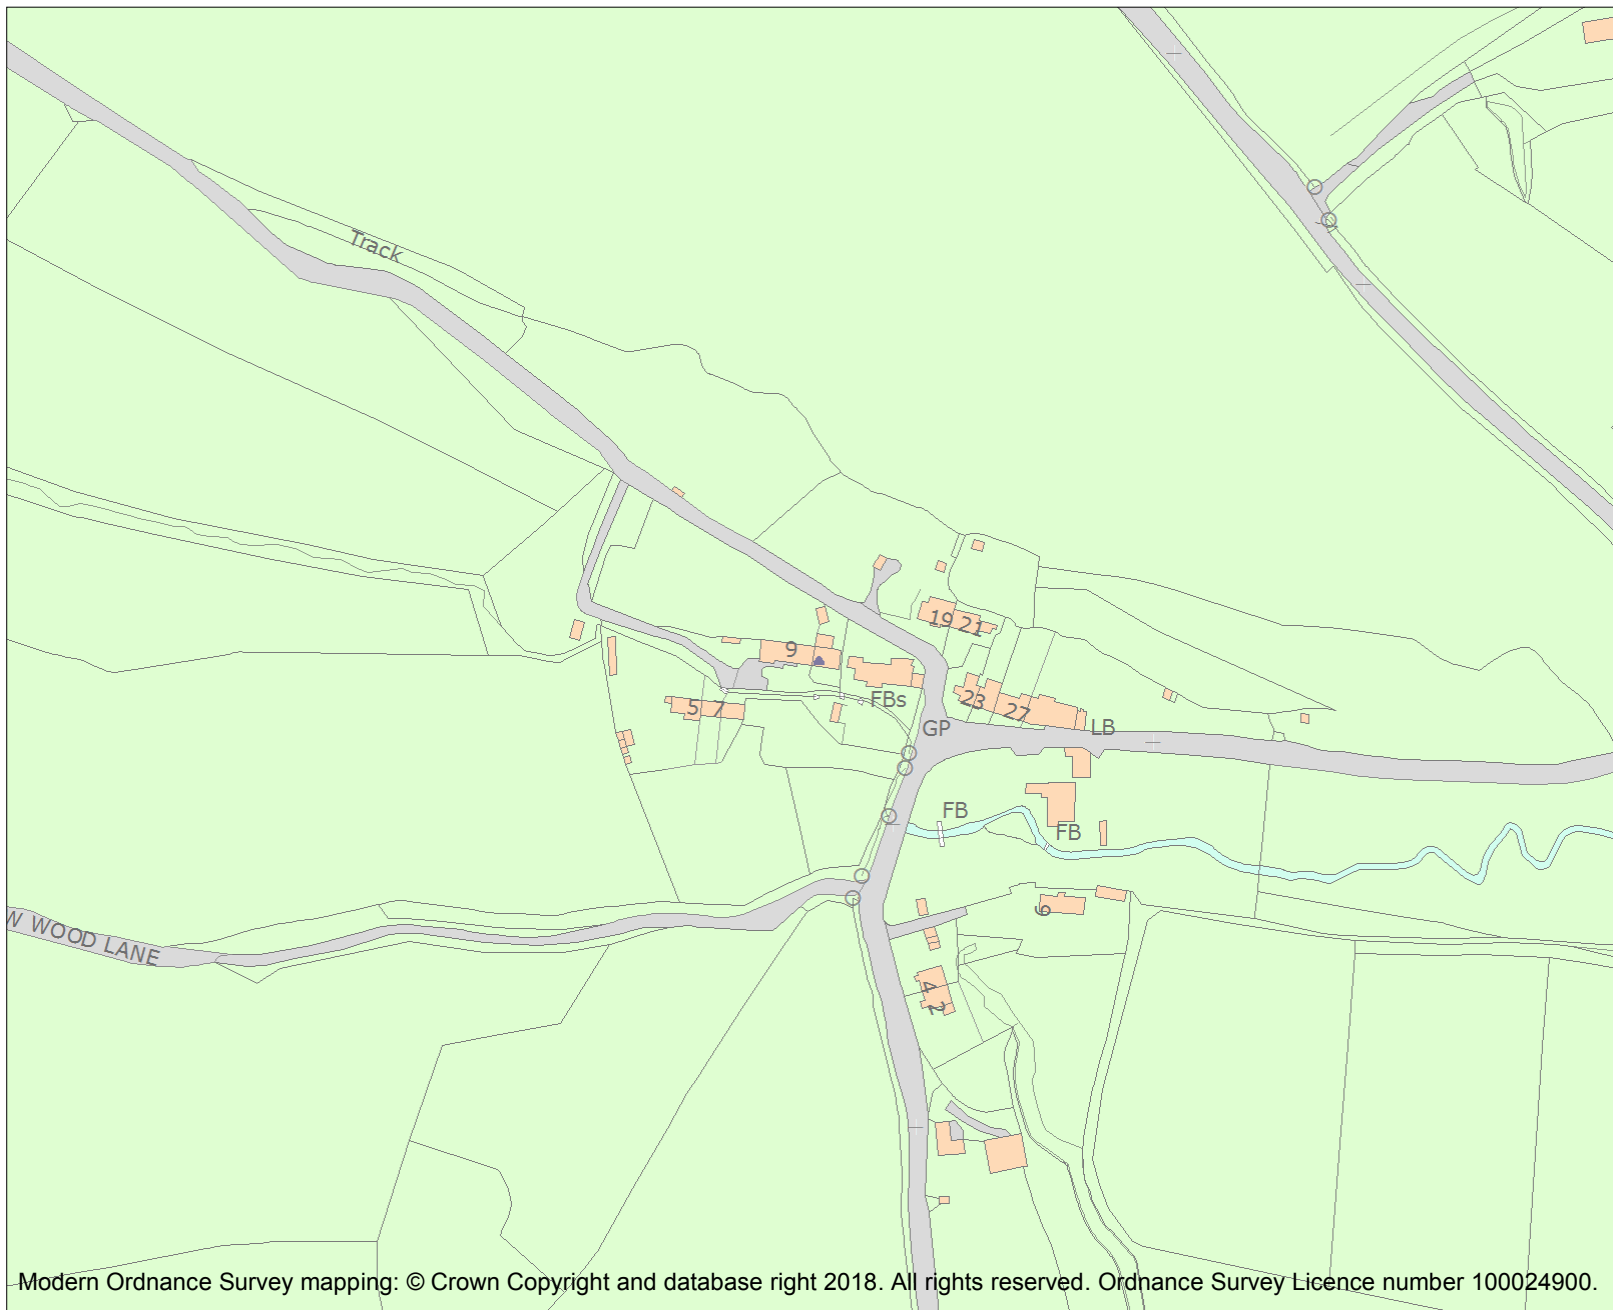 Track
19 21
9
23
27
5 7
FBs
GP
LB
FB
FB
6
W WOOD LANE
4
2
Modern Ordnance Survey mapping: © Crown Copyright and database right 2018. All rights reserved. Ordnance Survey Licence number 100024900.